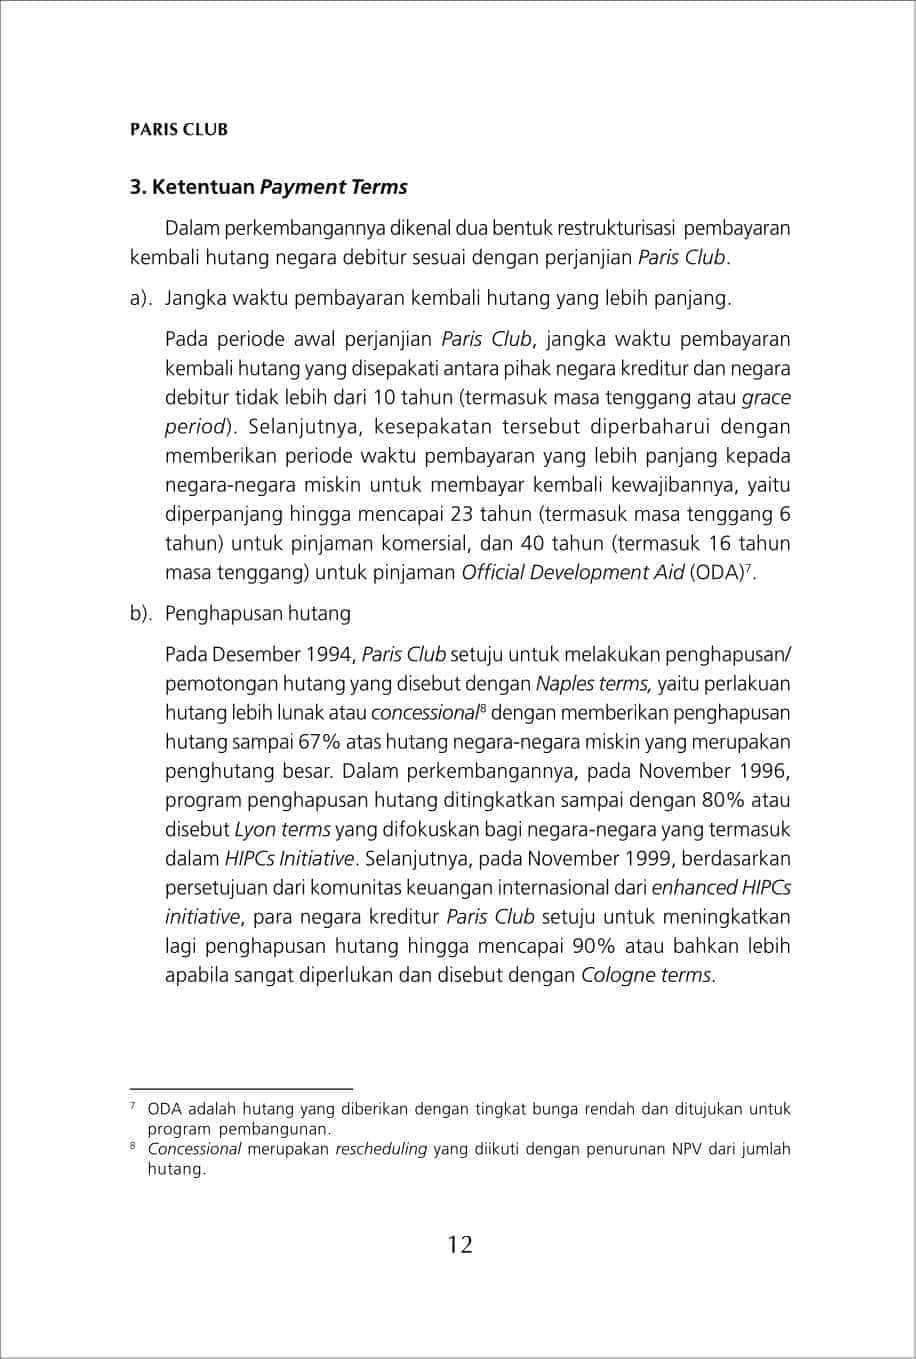 PARIS CLUB
3. Ketentuan Payment Terms
Dalam perkembangannya dikenal dua bentuk restrukturisasi pembayaran
kembali hutang negara debitur sesuai dengan perjanjian Paris Club.
a). Jangka waktu pembayaran kembali hutang yang lebih panjang.
Pada periode awal perjanjian Paris Club, jangka waktu pembayaran
kembali hutang yang disepakati antara pihak negara kreditur dan negara
debitur tidak lebih dari 10 tahun (termasuk masa tenggang atau grace
period). Selanjutnya, kesepakatan tersebut diperbaharui dengan
memberikan periode waktu pembayaran yang lebih panjang kepada
negara-negara miskin untuk membayar kembali kewajibannya, yaitu
diperpanjang hingga mencapai 23 tahun (termasuk masa tenggang 6
tahun) untuk pinjaman komersial, dan 40 tahun (termasuk 16 tahun
masa tenggang) untuk pinjaman Official Development Aid (ODA)⁷.
b). Penghapusan hutang
Pada Desember 1994, Paris Club setuju untuk melakukan penghapusan/
pemotongan hutang yang disebut dengan Naples terms, yaitu perlakuan
hutang lebih lunak atau concessional⁸ dengan memberikan penghapusan
hutang sampai 67% atas hutang negara-negara miskin yang merupakan
penghutang besar. Dalam perkembangannya, pada November 1996,
program penghapusan hutang ditingkatkan sampai dengan 80% atau
disebut Lyon terms yang difokuskan bagi negara-negara yang termasuk
dalam HIPCs Initiative. Selanjutnya, pada November 1999, berdasarkan
persetujuan dari komunitas keuangan internasional dari enhanced HIPCs
initiative, para negara kreditur Paris Club setuju untuk meningkatkan
lagi penghapusan hutang hingga mencapai 90% atau bahkan lebih
apabila sangat diperlukan dan disebut dengan Cologne terms.
⁷ ODA adalah hutang yang diberikan dengan tingkat bunga rendah dan ditujukan untuk
program pembangunan.
⁸ Concessional merupakan rescheduling yang diikuti dengan penurunan NPV dari jumlah
hutang.
12